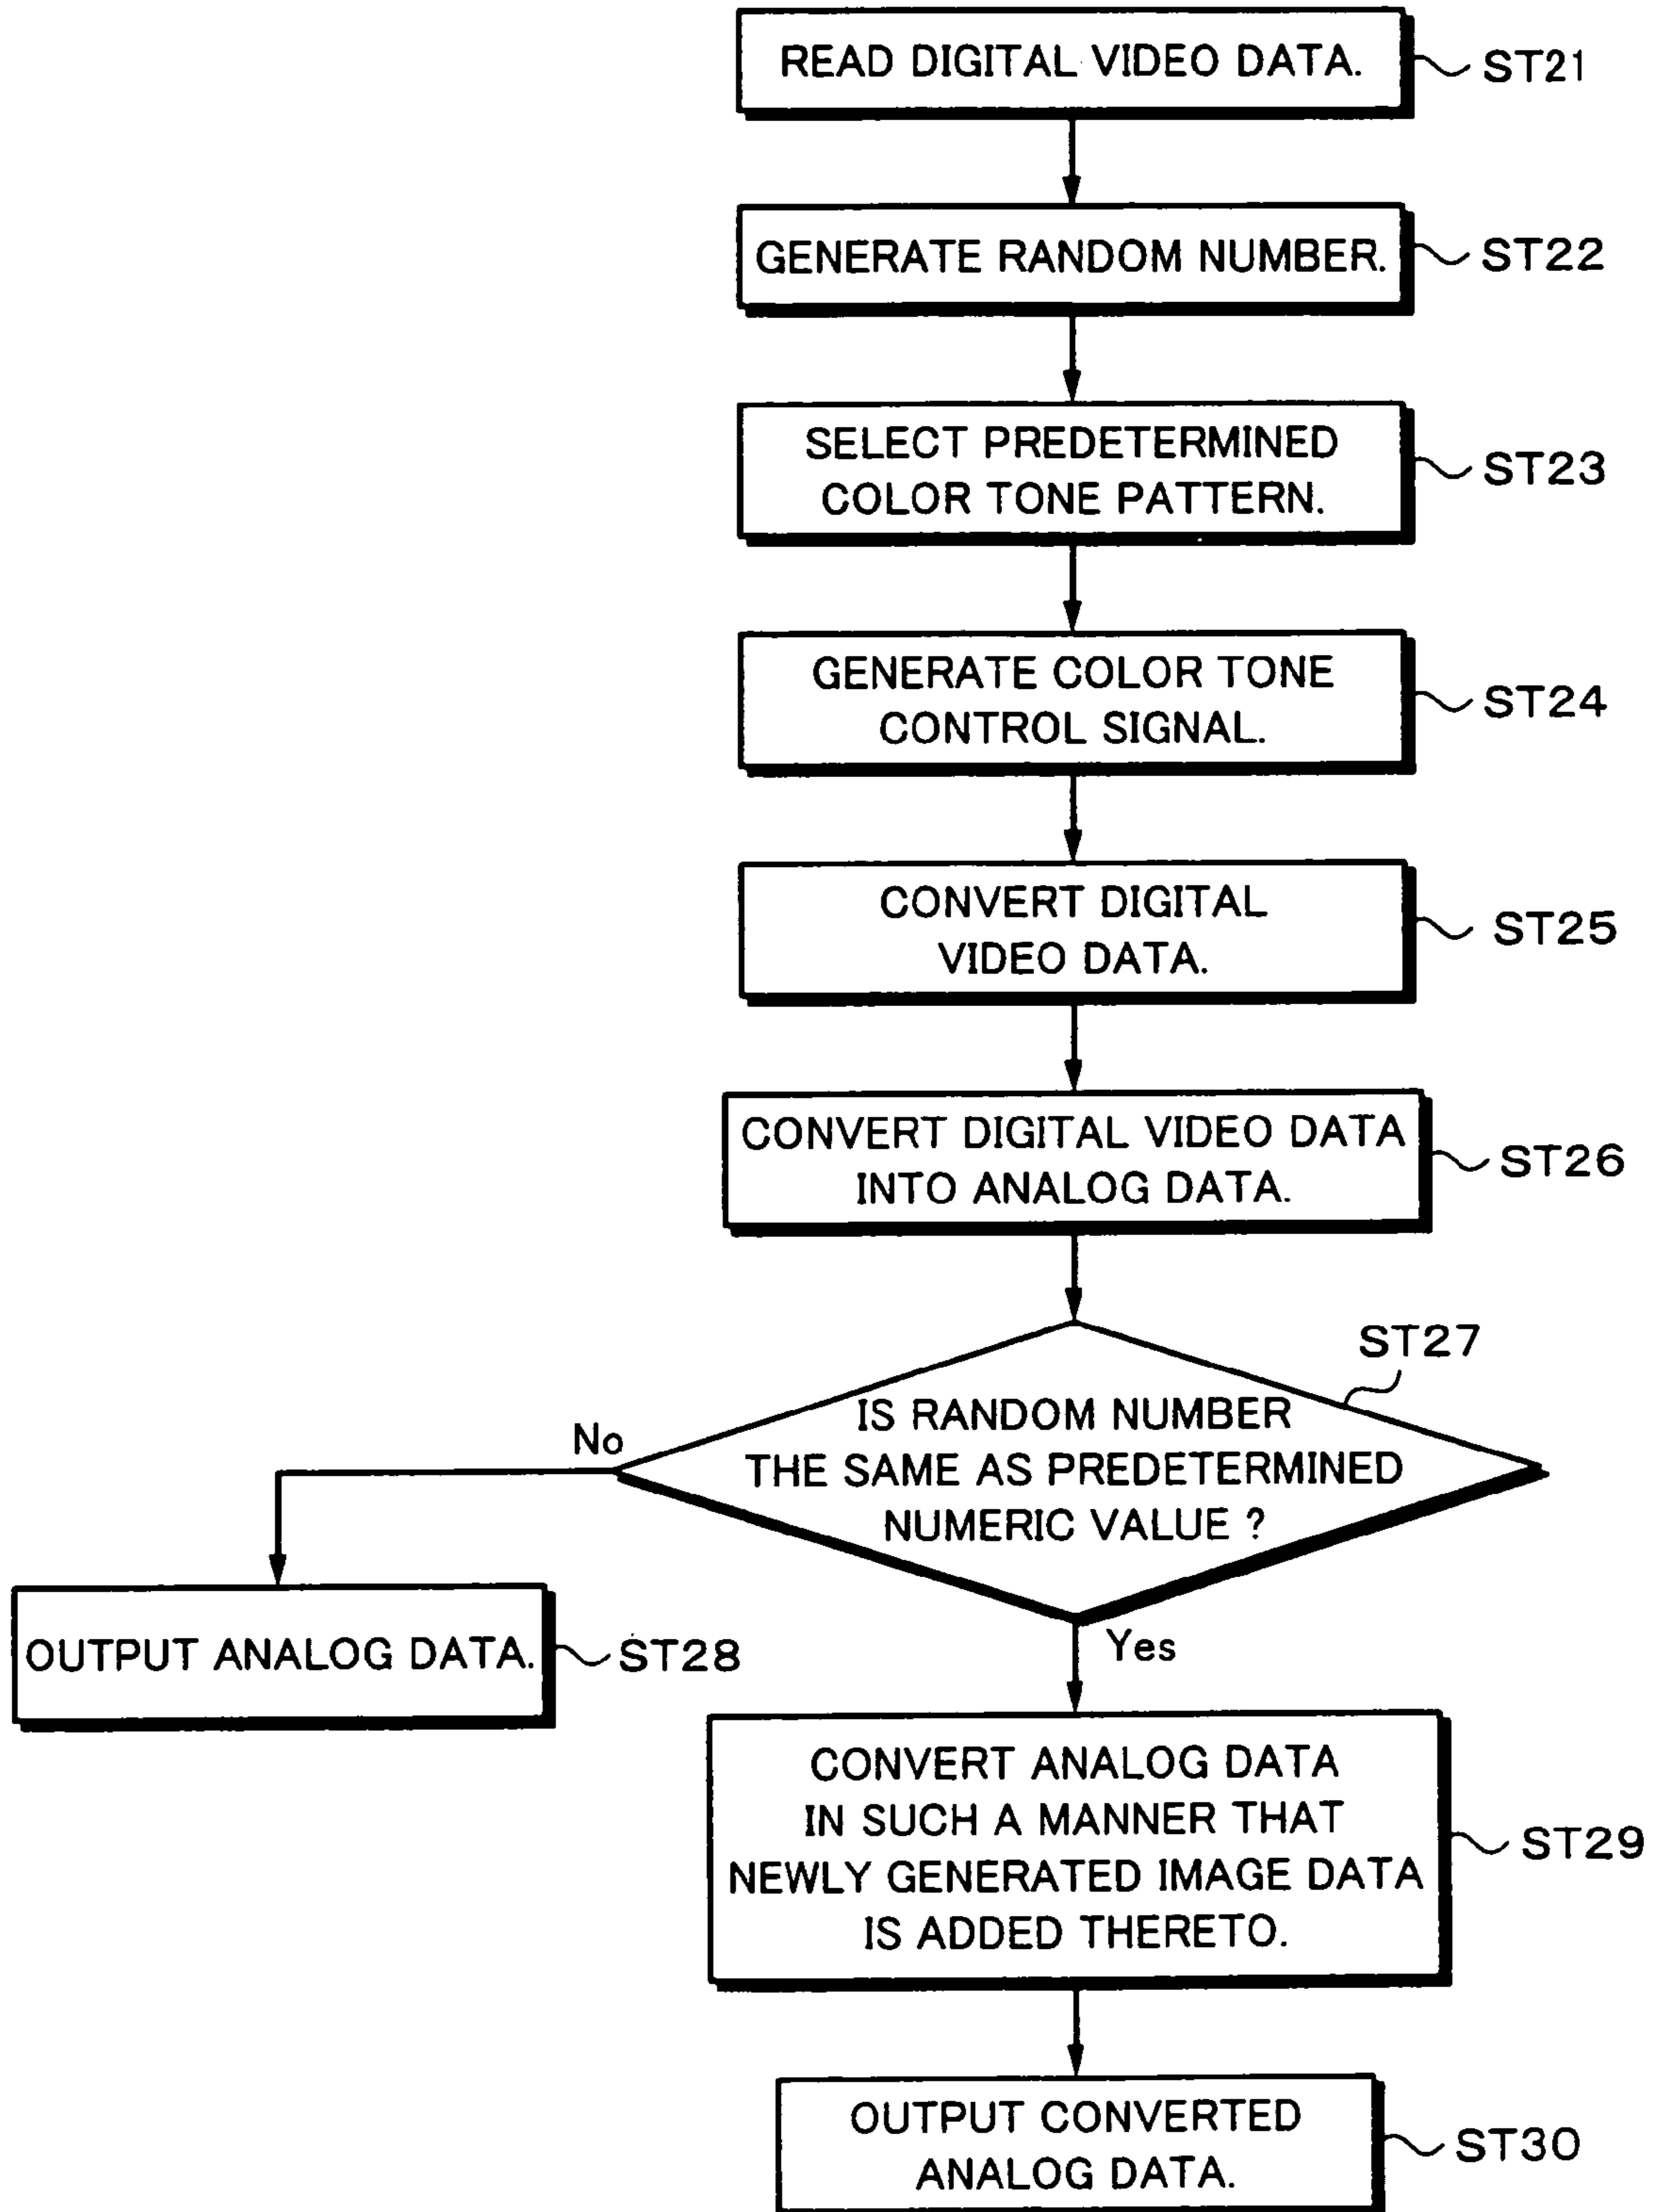 READ DIGITAL VIDEO DATA.
ST21
GENERATE RANDOM NUMBER.
ST22
SELECT PREDETERMINED
COLOR TONE PATTERN.
ST23
GENERATE COLOR TONE
CONTROL SIGNAL.
ST24
CONVERT DIGITAL
VIDEO DATA.
ST25
CONVERT DIGITAL VIDEO DATA
INTO ANALOG DATA.
ST26
ST27
IS RANDOM NUMBER
THE SAME AS PREDETERMINED
NUMERIC VALUE ?
No
Yes
OUTPUT ANALOG DATA.
ST28
CONVERT ANALOG DATA
IN SUCH A MANNER THAT
NEWLY GENERATED IMAGE DATA
IS ADDED THERETO.
ST29
OUTPUT CONVERTED
ANALOG DATA.
ST30